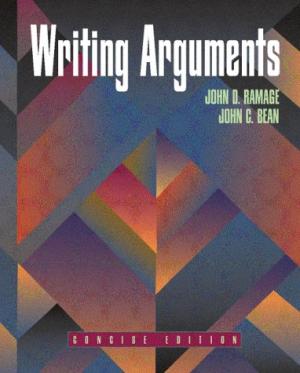 Writing Arguments
JOHN D. RAMAGE
JOHN C. BEAN
CONCISE EDITION